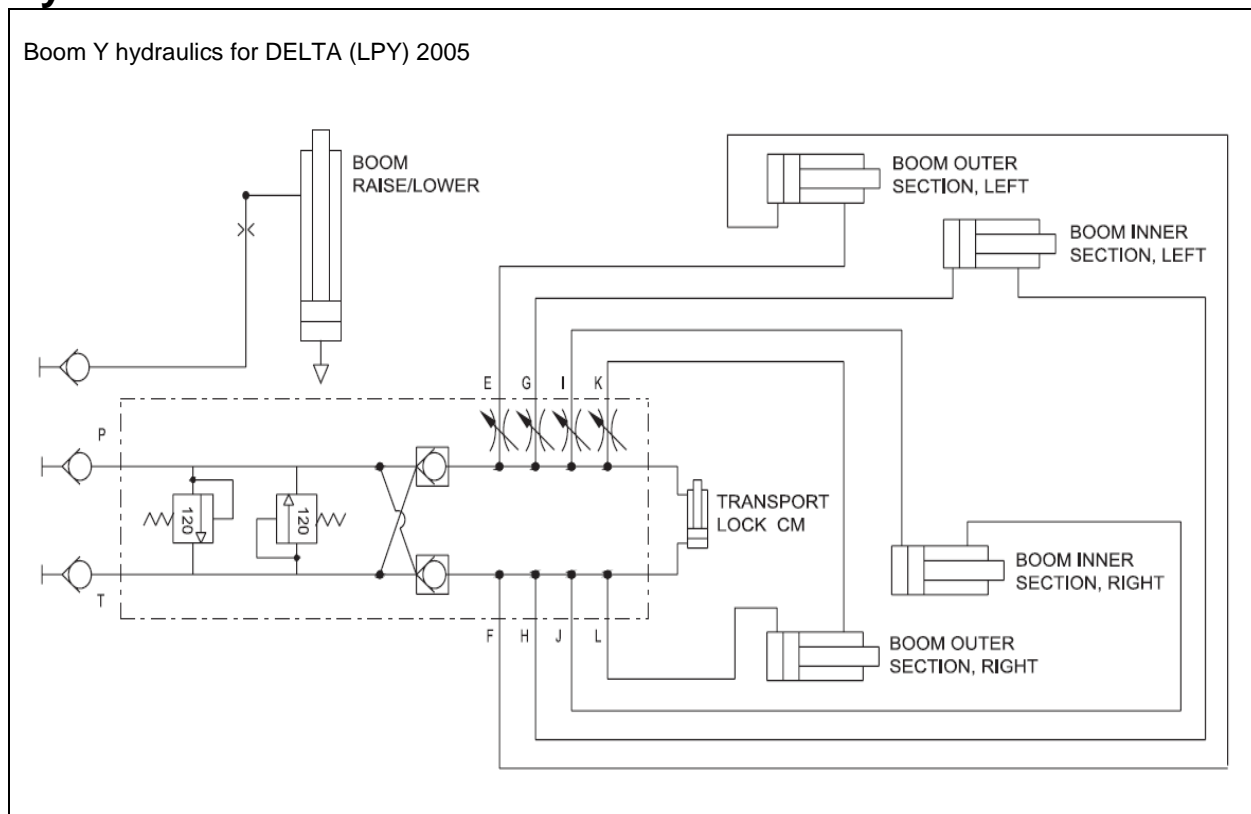 Boom Y hydraulics for DELTA (LPY) 2005
BOOM
RAISE/LOWER
BOOM OUTER
SECTION, LEFT
BOOM INNER
SECTION, LEFT
E G I K
P
120
120
TRANSPORT
LOCK CM
T
F H J L
BOOM INNER
SECTION, RIGHT
BOOM OUTER
SECTION, RIGHT